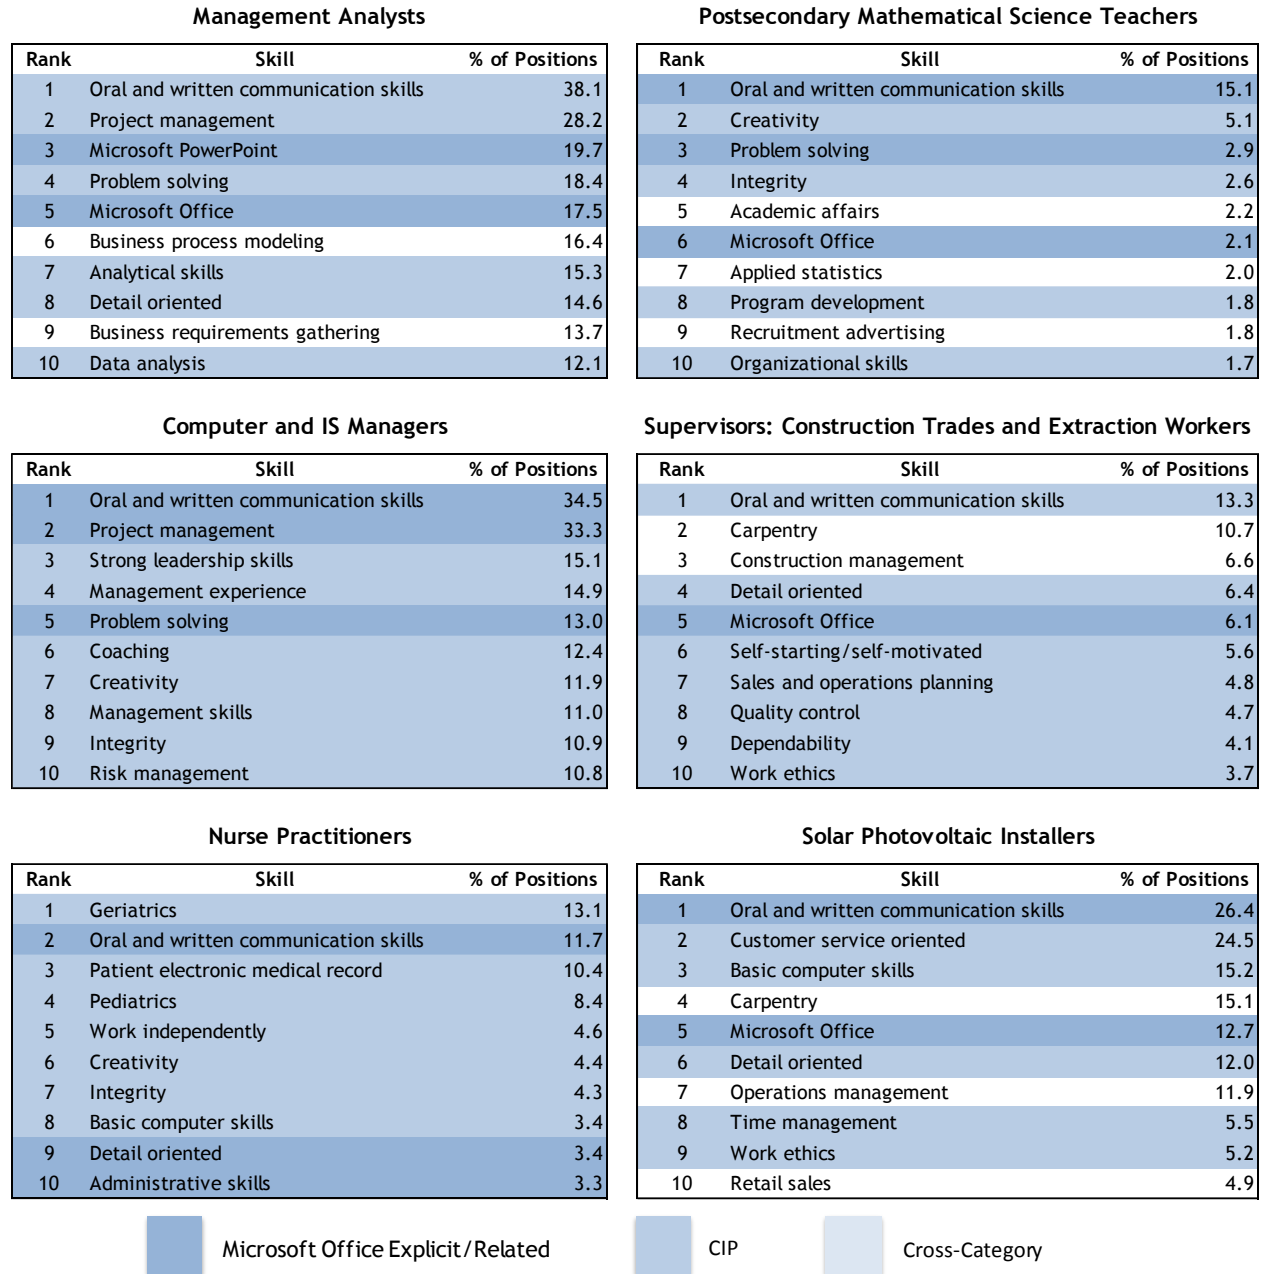 Management Analysts
Rank Skill % of Positions
1 Oral and written communication skills 38.1
2 Project management 28.2
3 Microsoft PowerPoint 19.7
4 Problem solving 18.4
5 Microsoft Office 17.5
6 Business process modeling 16.4
7 Analytical skills 15.3
8 Detail oriented 14.6
9 Business requirements gathering 13.7
10 Data analysis 12.1
Postsecondary Mathematical Science Teachers
Rank Skill % of Positions
1 Oral and written communication skills 15.1
2 Creativity 5.1
3 Problem solving 2.9
4 Integrity 2.6
5 Academic affairs 2.2
6 Microsoft Office 2.1
7 Applied statistics 2.0
8 Program development 1.8
9 Recruitment advertising 1.8
10 Organizational skills 1.7
Computer and IS Managers
Rank Skill % of Positions
1 Oral and written communication skills 34.5
2 Project management 33.3
3 Strong leadership skills 15.1
4 Management experience 14.9
5 Problem solving 13.0
6 Coaching 12.4
7 Creativity 11.9
8 Management skills 11.0
9 Integrity 10.9
10 Risk management 10.8
Supervisors: Construction Trades and Extraction Workers
Rank Skill % of Positions
1 Oral and written communication skills 13.3
2 Carpentry 10.7
3 Construction management 6.6
4 Detail oriented 6.4
5 Microsoft Office 6.1
6 Self-starting/self-motivated 5.6
7 Sales and operations planning 4.8
8 Quality control 4.7
9 Dependability 4.1
10 Work ethics 3.7
Nurse Practitioners
Rank Skill % of Positions
1 Geriatrics 13.1
2 Oral and written communication skills 11.7
3 Patient electronic medical record 10.4
4 Pediatrics 8.4
5 Work independently 4.6
6 Creativity 4.4
7 Integrity 4.3
8 Basic computer skills 3.4
9 Detail oriented 3.4
10 Administrative skills 3.3
Solar Photovoltaic Installers
Rank Skill % of Positions
1 Oral and written communication skills 26.4
2 Customer service oriented 24.5
3 Basic computer skills 15.2
4 Carpentry 15.1
5 Microsoft Office 12.7
6 Detail oriented 12.0
7 Operations management 11.9
8 Time management 5.5
9 Work ethics 5.2
10 Retail sales 4.9
Microsoft Office Explicit/Related
CIP
Cross-Category